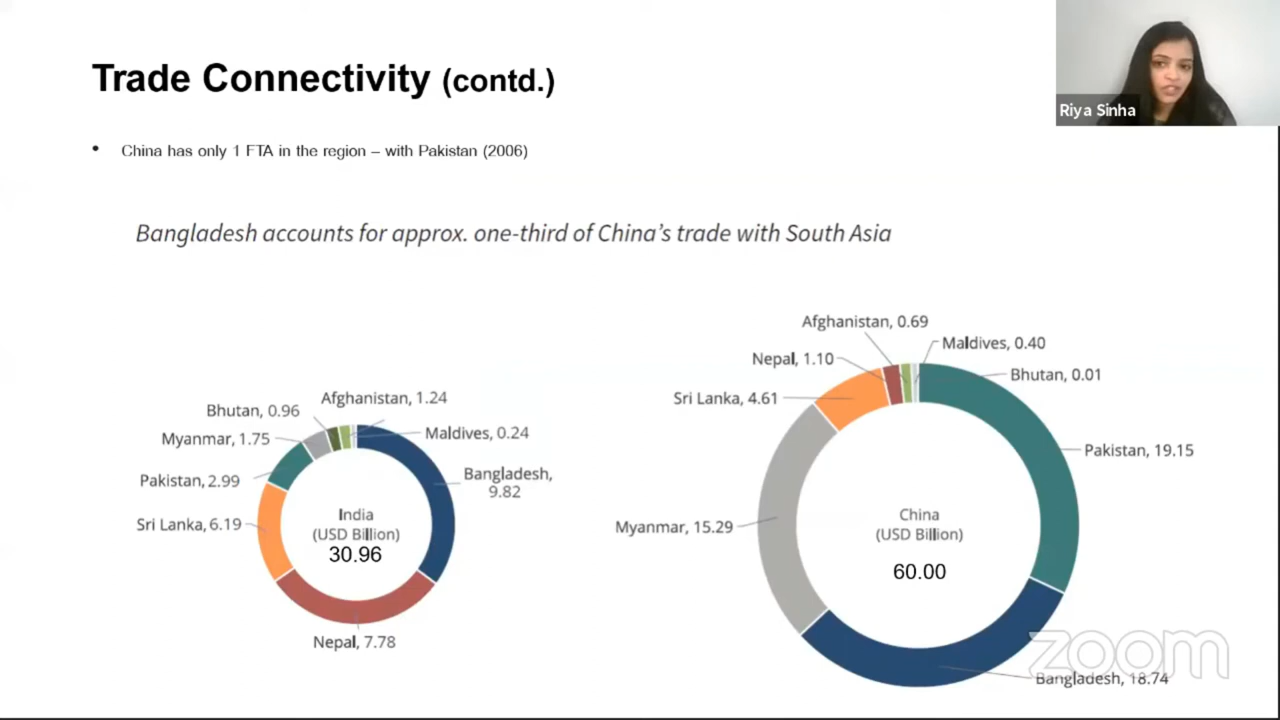 Riya Sinha
Trade Connectivity (contd.)
• China has only 1 FTA in the region – with Pakistan (2006)
Bangladesh accounts for approx. one-third of China's trade with South Asia
Afghanistan, 1.24
Bhutan, 0.96
Maldives, 0.24
Myanmar, 1.75
Bangladesh,
9.82
Pakistan, 2.99
Sri Lanka, 6.19
India
(USD Billion)
30.96
Nepal, 7.78
Afghanistan, 0.69
Maldives, 0.40
Nepal, 1.10
Bhutan, 0.01
Sri Lanka, 4.61
Pakistan, 19.15
Myanmar, 15.29
China
(USD Billion)
60.00
Bangladesh, 18.74
zoom